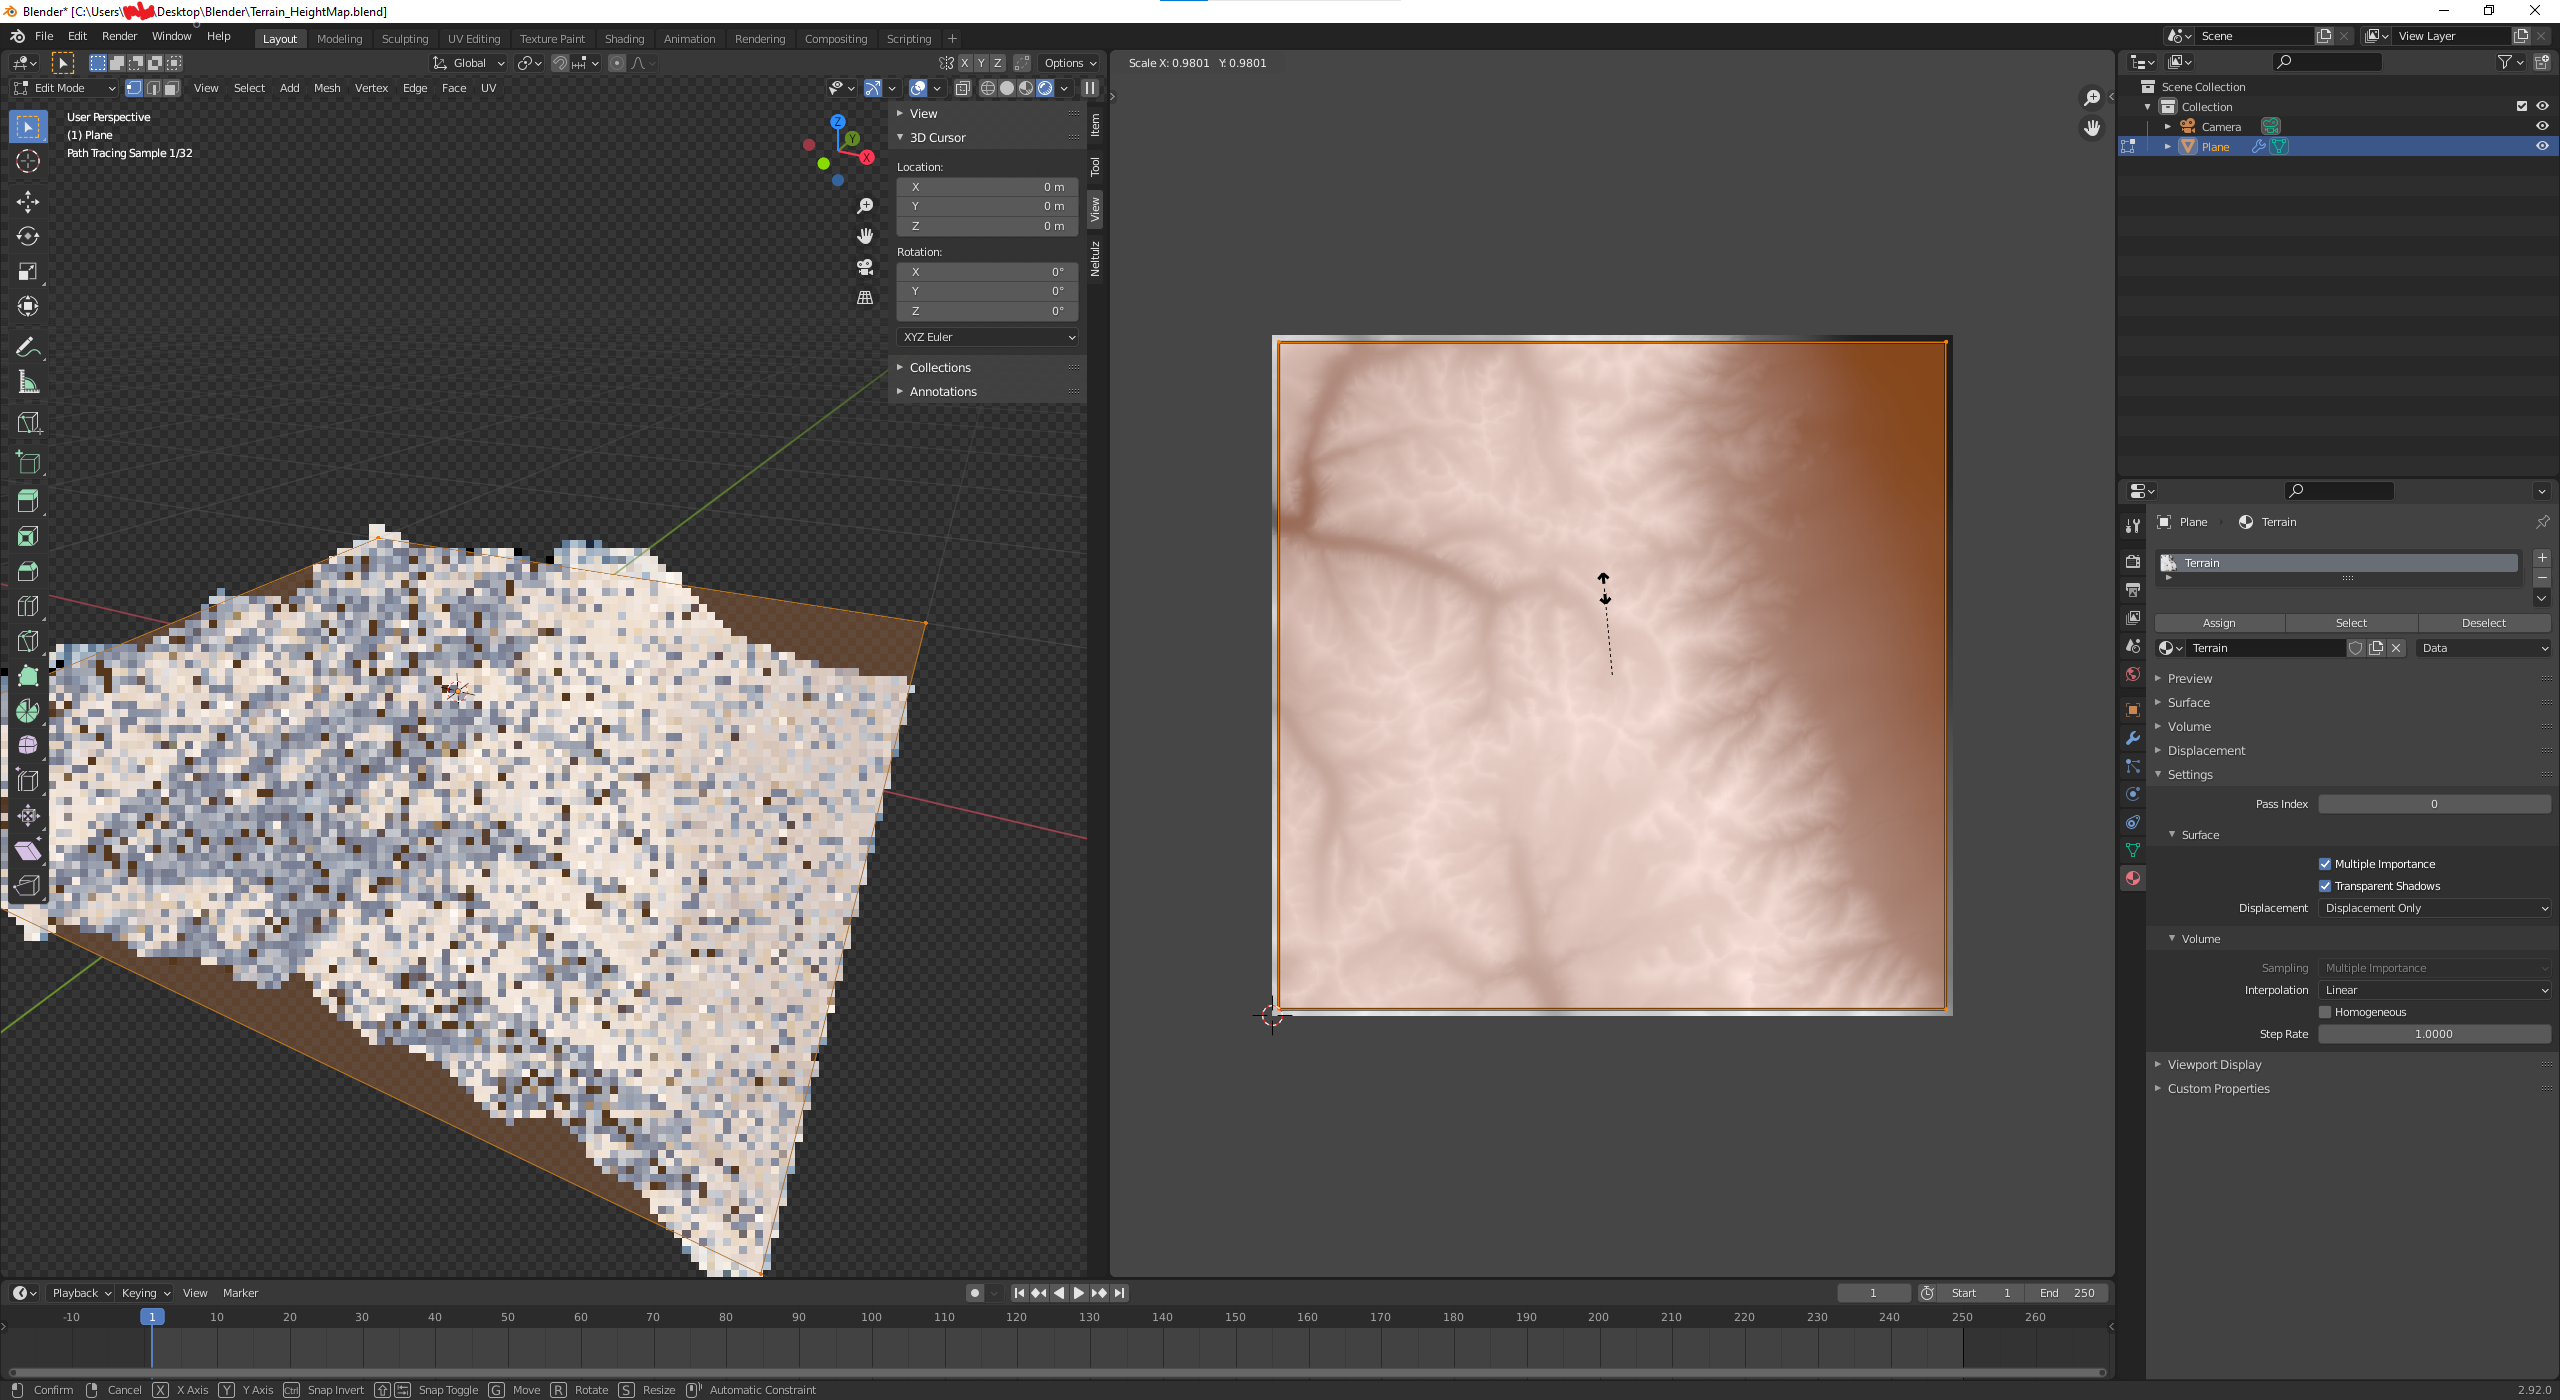 Blender* [C:\Users\ \Desktop\Blender\Terrain_HeightMap.blend]
File Edit Render Window Help Layout Modeling Sculpting UV Editing Texture Paint Shading Animation Rendering Compositing Scripting +
Scene View Layer
Global X Y Z Options
Scale X: 0.9801 Y: 0.9801
Edit Mode View Select Add Mesh Vertex Edge Face UV
User Perspective
(1) Plane
Path Tracing Sample 1/32
Z
Y
X
View
3D Cursor
Location:
X 0 m
Y 0 m
Z 0 m
Rotation:
X 0°
Y 0°
Z 0°
XYZ Euler
Collections
Annotations
Item
Tool
View
Neltulz
Scene Collection
Collection
Camera
Plane
Plane Terrain
Terrain
Assign Select Deselect
Terrain Data
Preview
Surface
Volume
Displacement
Settings
Pass Index 0
Surface
Multiple Importance
Transparent Shadows
Displacement Displacement Only
Volume
Sampling Multiple Importance
Interpolation Linear
Homogeneous
Step Rate 1.0000
Viewport Display
Custom Properties
Playback Keying View Marker 1 Start 1 End 250
-10 1 10 20 30 40 50 60 70 80 90 100 110 120 130 140 150 160 170 180 190 200 210 220 230 240 250 260
Confirm Cancel X X Axis Y Y Axis Ctrl Snap Invert Snap Toggle G Move R Rotate S Resize Automatic Constraint 2.92.0